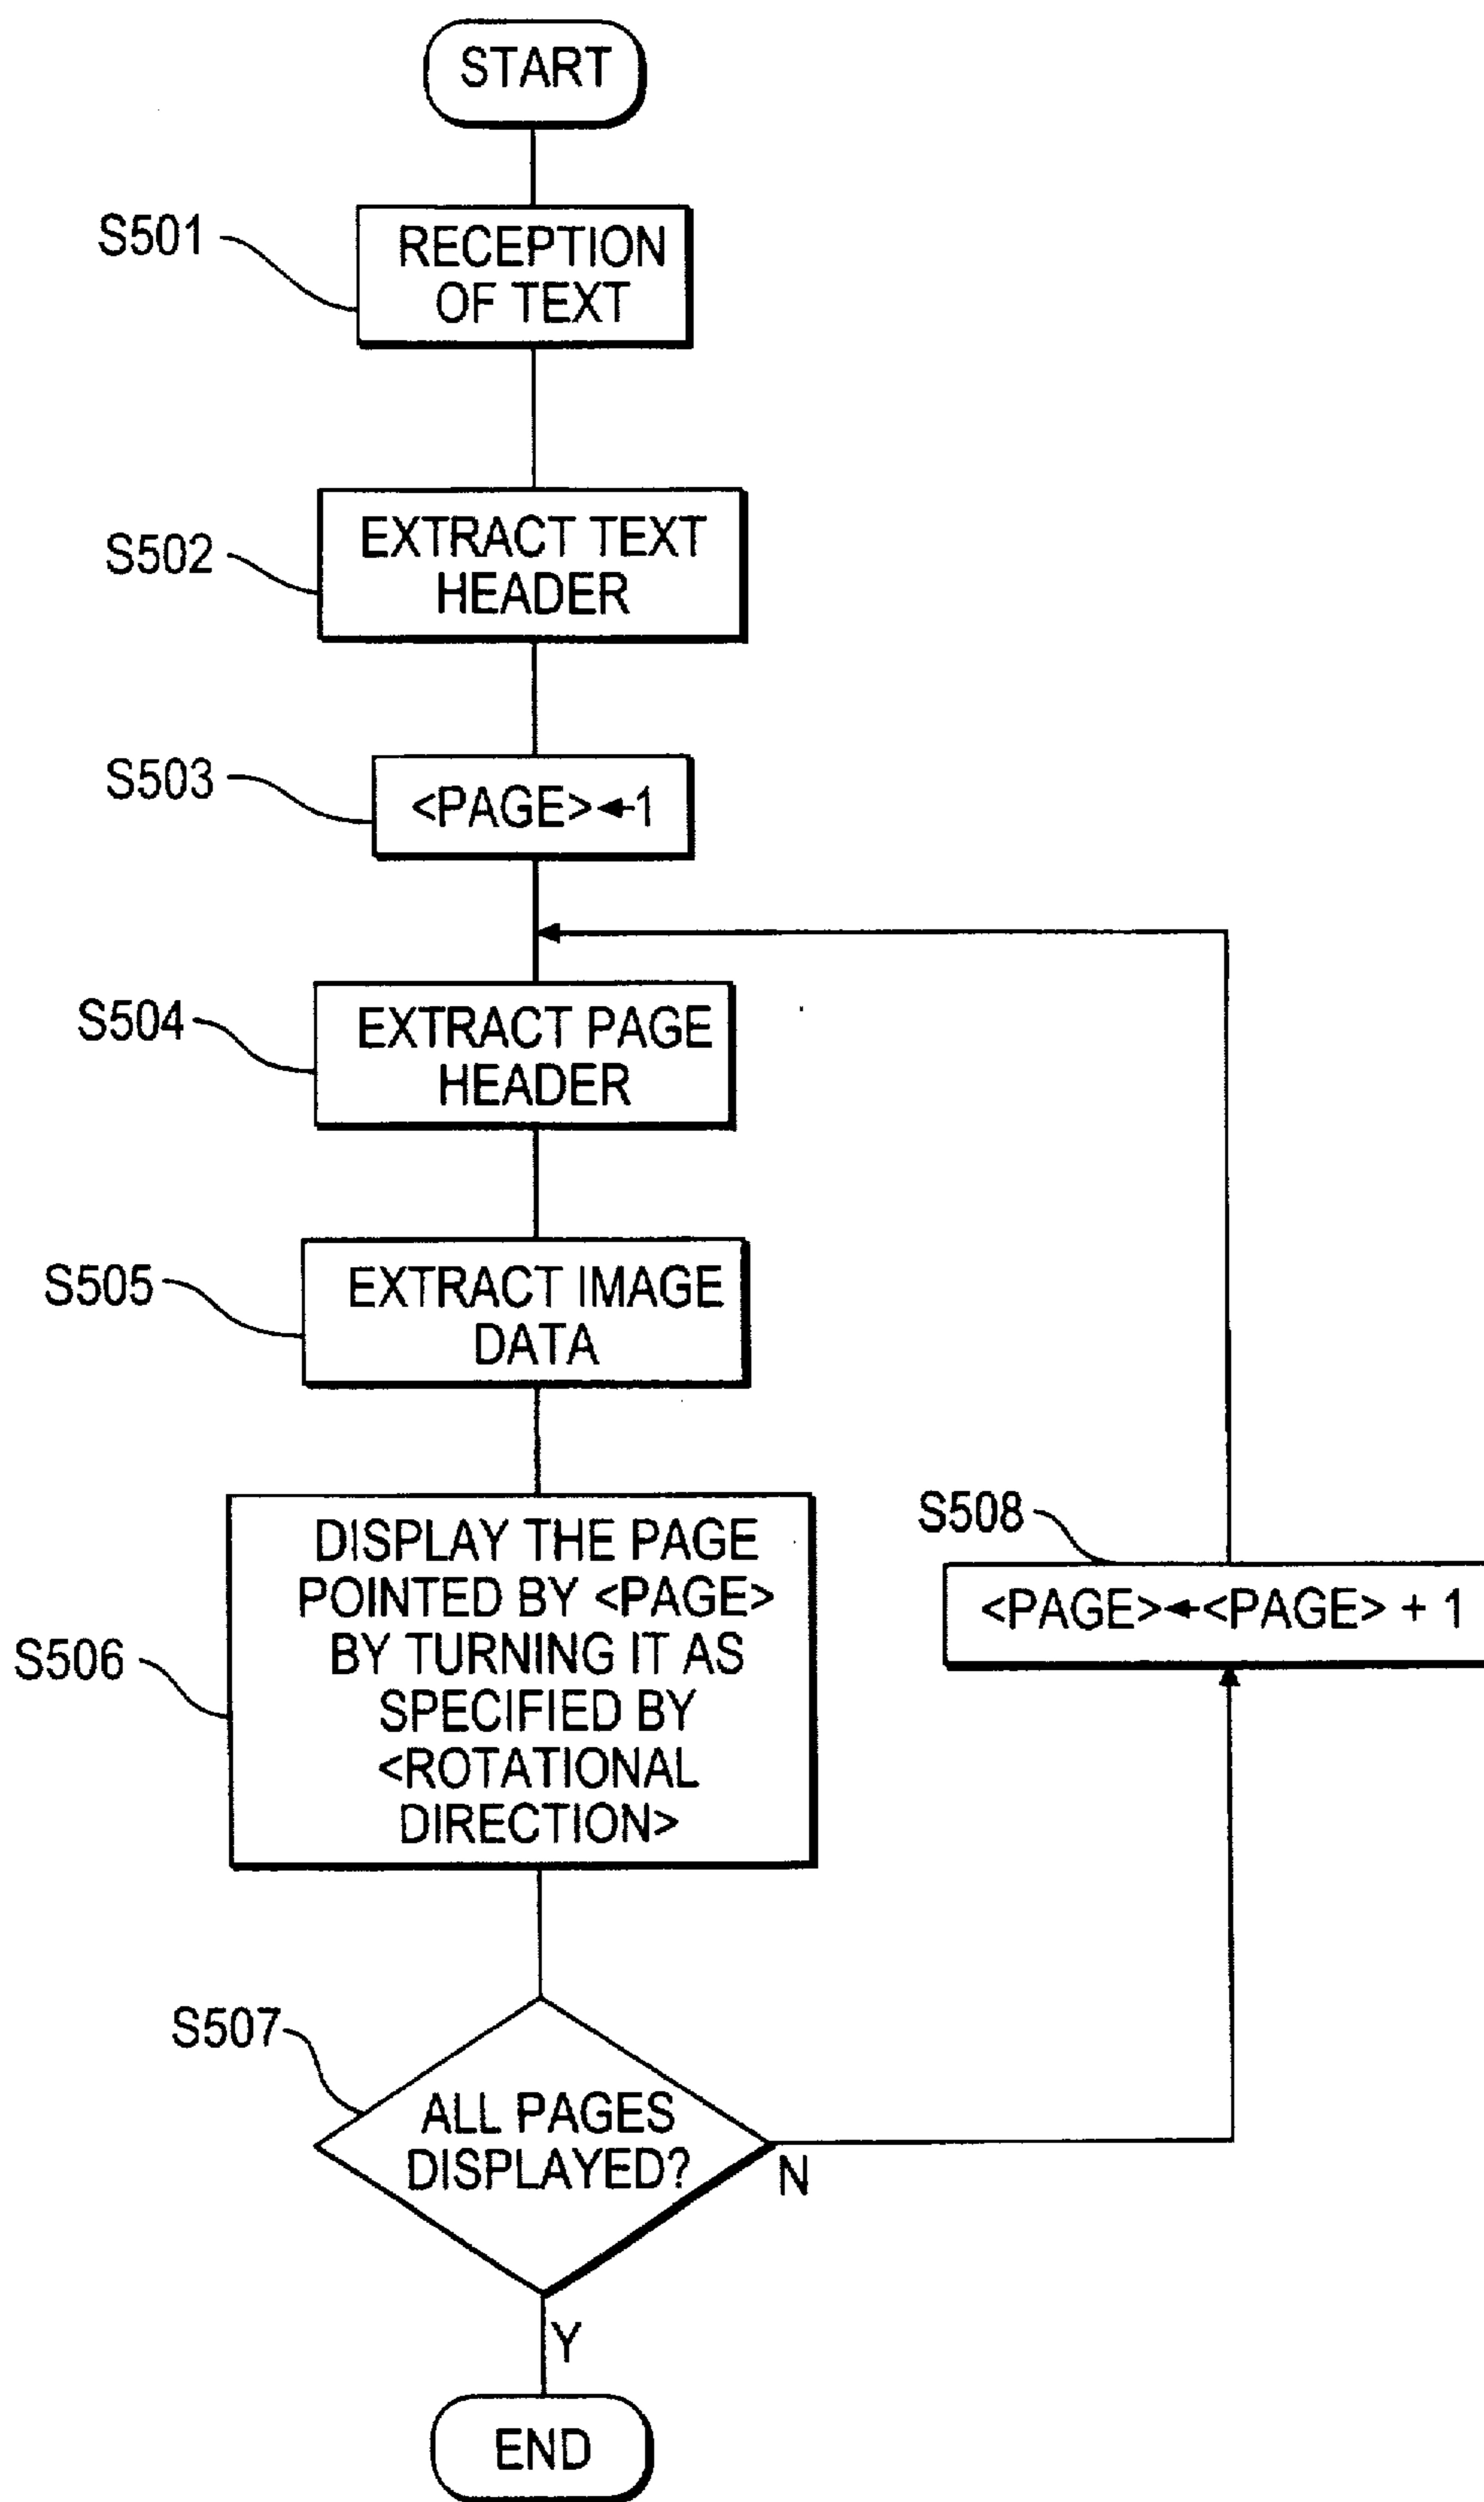 START
S501
RECEPTION
OF TEXT
S502
EXTRACT TEXT
HEADER
S503
<PAGE>←1
S504
EXTRACT PAGE
HEADER
S505
EXTRACT IMAGE
DATA
S506
DISPLAY THE PAGE
POINTED BY <PAGE>
BY TURNING IT AS
SPECIFIED BY
<ROTATIONAL
DIRECTION>
S508
<PAGE>←<PAGE> + 1
S507
ALL PAGES
DISPLAYED?
N
Y
END